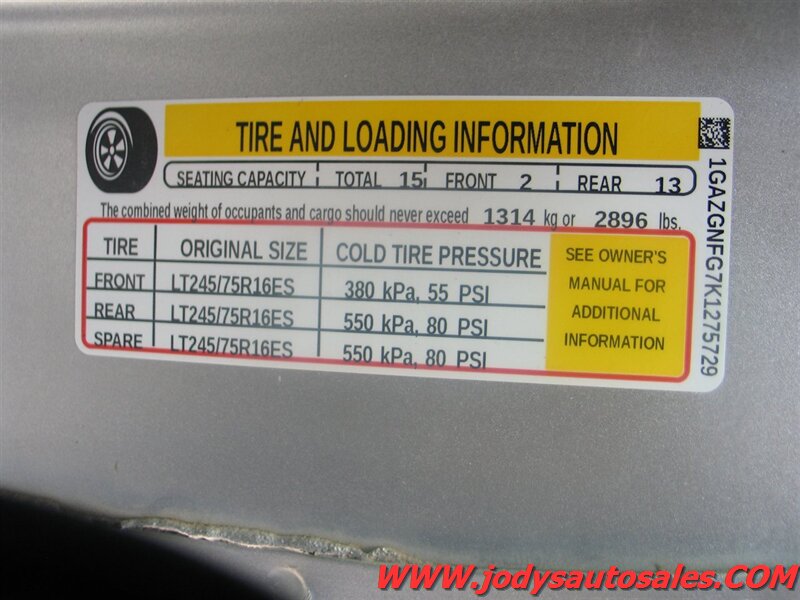 TIRE AND LOADING INFORMATION
SEATING CAPACITY TOTAL 15 FRONT 2 REAR 13
The combined weight of occupants and cargo should never exceed 1314 kg or 2896 lbs.
TIRE ORIGINAL SIZE COLD TIRE PRESSURE
FRONT LT245/75R16ES 380 kPa, 55 PSI
REAR LT245/75R16ES 550 kPa, 80 PSI
SPARE LT245/75R16ES 550 kPa, 80 PSI
SEE OWNER'S
MANUAL FOR
ADDITIONAL
INFORMATION
1GAZGNFG7K1275729
WWW.jodysautosales.COM